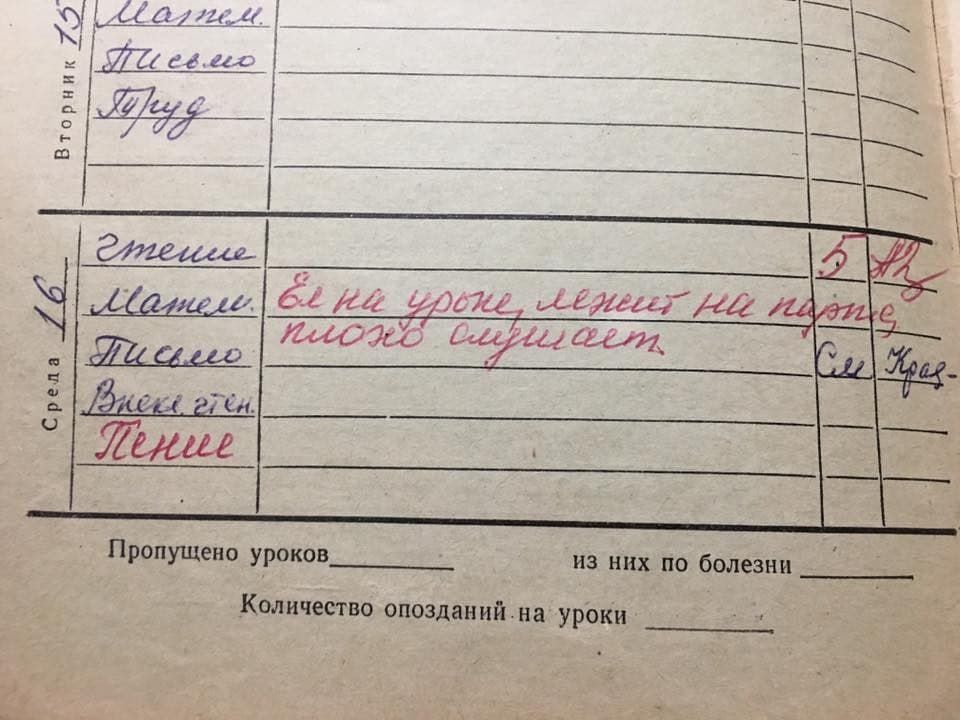 Вторник 15
Матем.
Письмо
Труд
Среда 16
Чтение 5
Матем. Ел на уроке, лежит на парте,
плохо слушает.
Письмо См
Внекл. чтен.
Пение
Пропущено уроков из них по болезни
Количество опозданий на уроки